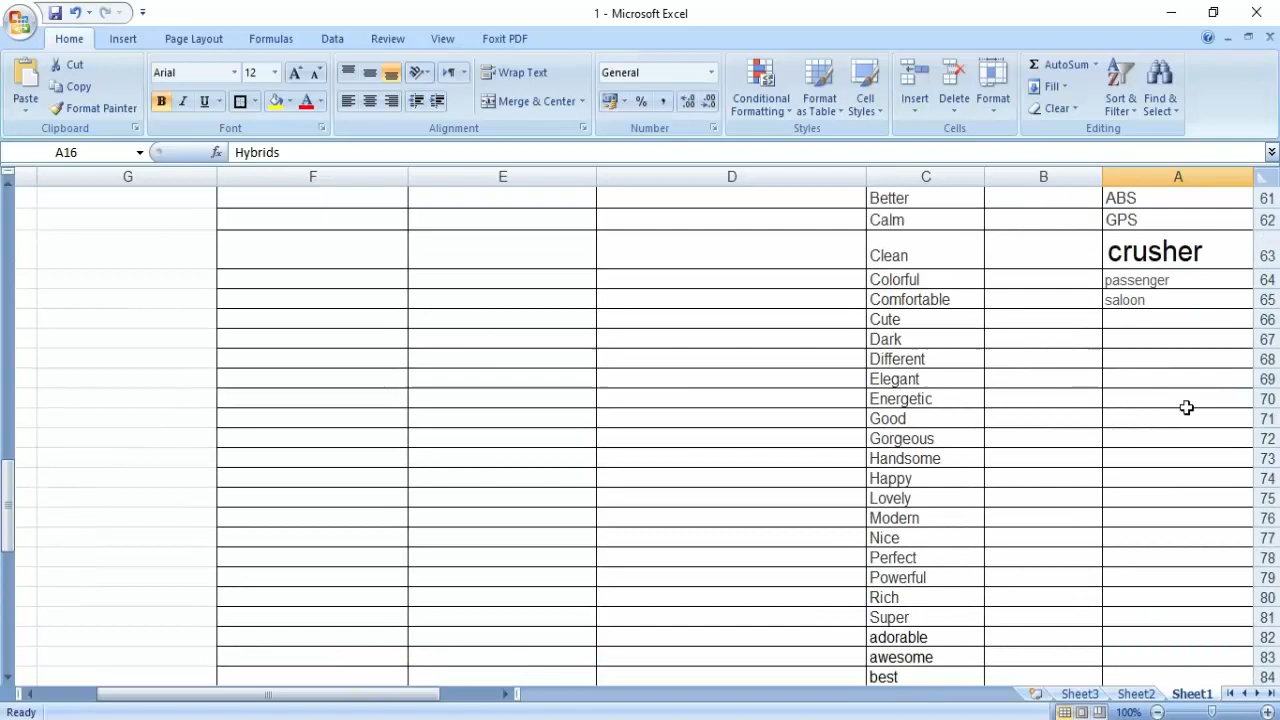 1 - Microsoft Excel
Home Insert Page Layout Formulas Data Review View Foxit PDF
Paste
Cut
Copy
Format Painter
Clipboard
Arial 12
B I U
Font
Wrap Text
Merge & Center
Alignment
General
% ,
Number
Conditional Formatting
Format as Table
Cell Styles
Styles
Insert
Delete
Format
Cells
Σ AutoSum
Fill
Clear
Sort & Filter
Find & Select
Editing
A16 fx Hybrids
G F E D C B A
Better ABS 61
Calm GPS 62
Clean crusher 63
Colorful passenger 64
Comfortable saloon 65
Cute 66
Dark 67
Different 68
Elegant 69
Energetic 70
Good 71
Gorgeous 72
Handsome 73
Happy 74
Lovely 75
Modern 76
Nice 77
Perfect 78
Powerful 79
Rich 80
Super 81
adorable 82
awesome 83
best 84
Sheet3 Sheet2 Sheet1
Ready 100%